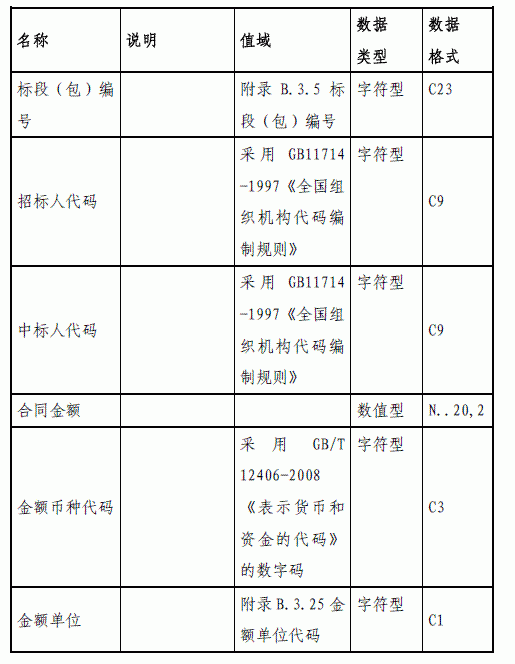 名称 说明 值域 数据
类型 数据
格式
标段（包）编
号
附录 B.3.5 标
段（包）编号
字符型
C23
招标人代码
采用 GB11714
-1997《全国组
织机构代码编
制规则》
字符型
C9
中标人代码
采用 GB11714
-1997《全国组
织机构代码编
制规则》
字符型
C9
合同金额
数值型
N..20,2
金额币种代码
采用 GB/T
12406-2008
《表示货币和
资金的代码》
的数字码
字符型
C3
金额单位
附录B.3.25 金
额单位代码
字符型
C1